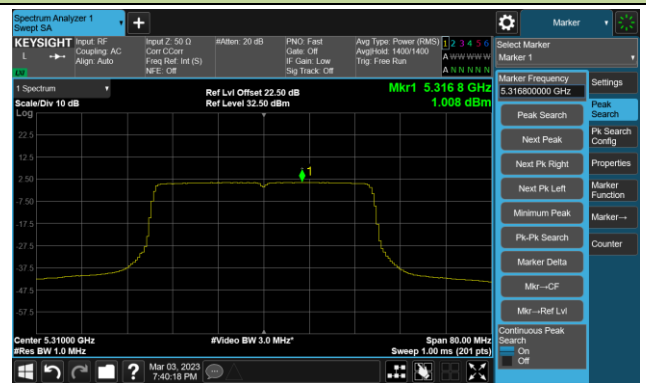 Spectrum Analyzer 1
Swept SA
+
Marker
KEYSIGHT
L
LV
Input: RF
Coupling: AC
Align: Auto
Input Z: 50 Ω
Corr CCorr
Freq Ref: Int (S)
NFE: Off
#Atten: 20 dB
PNO: Fast
Gate: Off
IF Gain: Low
Sig Track: Off
Avg Type: Power (RMS)
Avg|Hold: 1400/1400
Trig: Free Run
1 2 3 4 5 6
A W W W W W
A N N N N N
Select Marker
Marker 1
1 Spectrum
Scale/Div 10 dB
Log
Ref Lvl Offset 22.50 dB
Ref Level 32.50 dBm
Mkr1 5.316 8 GHz
1.008 dBm
22.5
12.5
2.50
-7.50
-17.5
-27.5
-37.5
-47.5
-57.5
1
Center 5.31000 GHz
#Res BW 1.0 MHz
#Video BW 3.0 MHz*
Span 80.00 MHz
Sweep 1.00 ms (201 pts)
Marker Frequency
5.316800000 GHz
Peak Search
Next Peak
Next Pk Right
Next Pk Left
Minimum Peak
Pk-Pk Search
Marker Delta
Mkr→CF
Mkr→Ref Lvl
Continuous Peak
Search
On
Off
Settings
Peak
Search
Pk Search
Config
Properties
Marker
Function
Marker→
Counter
?
Mar 03, 2023
7:40:18 PM